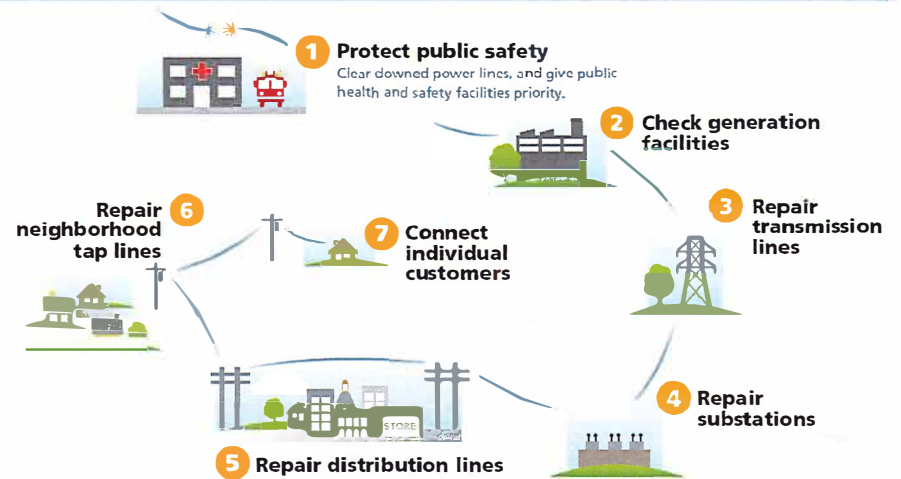 1 Protect public safety
Clear downed power lines, and give public
health and safety facilities priority.
2 Check generation
facilities
3 Repair
transmission
lines
4 Repair
substations
5 Repair distribution lines
STORE
Repair 6
neighborhood
tap lines
7 Connect
individual
customers